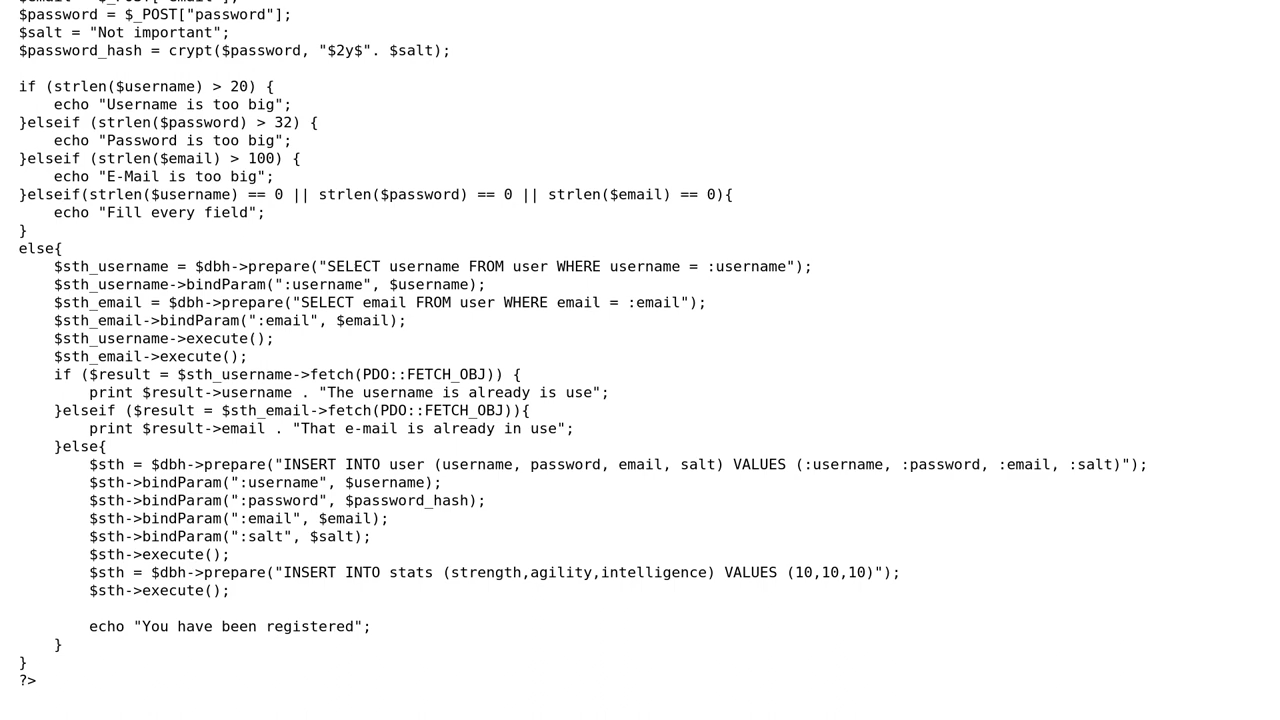 $password = $_POST["password"];
$salt = "Not important";
$password_hash = crypt($password, "$2y$". $salt);
if (strlen($username) > 20) {
    echo "Username is too big";
}elseif (strlen($password) > 32) {
    echo "Password is too big";
}elseif (strlen($email) > 100) {
    echo "E-Mail is too big";
}elseif(strlen($username) == 0 || strlen($password) == 0 || strlen($email) == 0){
    echo "Fill every field";
}
else{
    $sth_username = $dbh->prepare("SELECT username FROM user WHERE username = :username");
    $sth_username->bindParam(":username", $username);
    $sth_email = $dbh->prepare("SELECT email FROM user WHERE email = :email");
    $sth_email->bindParam(":email", $email);
    $sth_username->execute();
    $sth_email->execute();
    if ($result = $sth_username->fetch(PDO::FETCH_OBJ)) {
        print $result->username . "The username is already is use";
    }elseif ($result = $sth_email->fetch(PDO::FETCH_OBJ)){
        print $result->email . "That e-mail is already in use";
    }else{
        $sth = $dbh->prepare("INSERT INTO user (username, password, email, salt) VALUES (:username, :password, :email, :salt)");
        $sth->bindParam(":username", $username);
        $sth->bindParam(":password", $password_hash);
        $sth->bindParam(":email", $email);
        $sth->bindParam(":salt", $salt);
        $sth->execute();
        $sth = $dbh->prepare("INSERT INTO stats (strength,agility,intelligence) VALUES (10,10,10)");
        $sth->execute();
        echo "You have been registered";
    }
}
?>